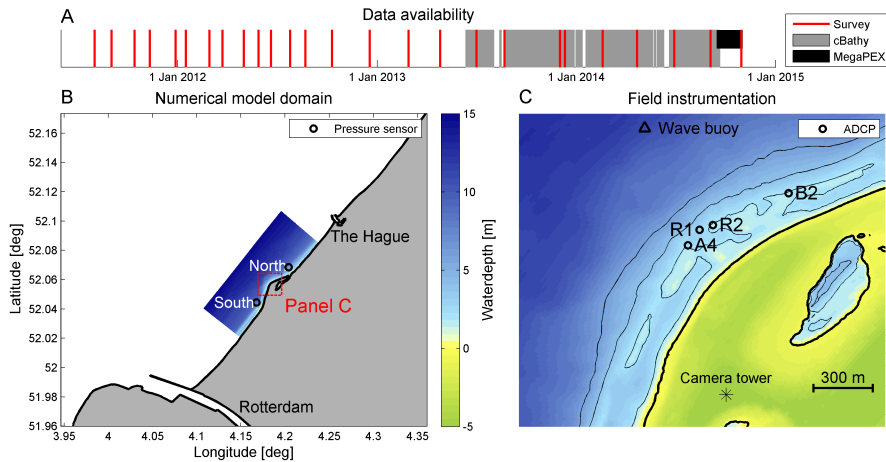 A
Data availability
Survey
cBathy
MegaPEX
1 Jan 2012
1 Jan 2013
1 Jan 2014
1 Jan 2015
B
Numerical model domain
Pressure sensor
52.16
52.14
52.12
52.1
52.08
52.06
52.04
52.02
52
51.98
51.96
Latitude [deg]
The Hague
North
South
Panel C
Rotterdam
3.95
4
4.05
4.1
4.15
4.2
4.25
4.3
4.35
Longitude [deg]
15
10
5
0
-5
Waterdepth [m]
C
Field instrumentation
Wave buoy
ADCP
B2
R1
R2
A4
Camera tower
300 m